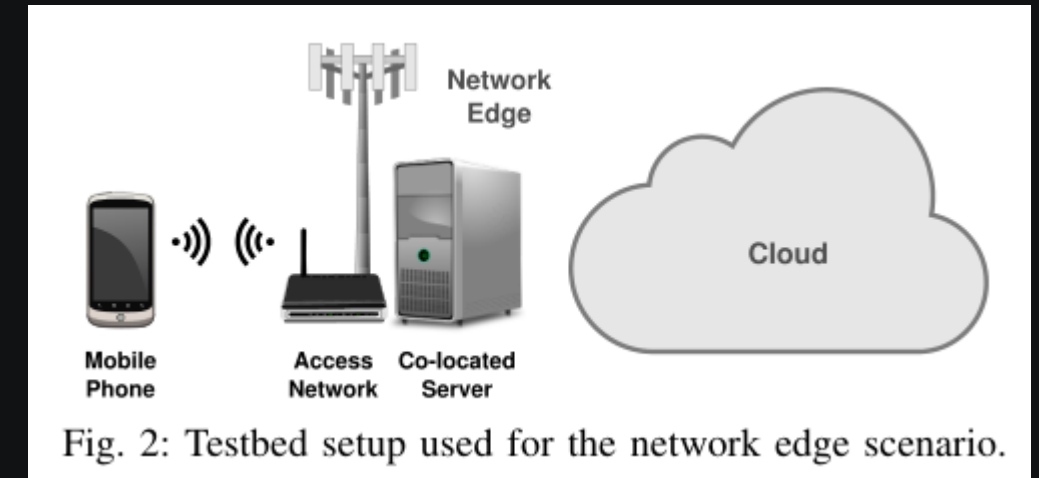 Network
Edge
Cloud
Mobile
Phone
Access
Network
Co-located
Server
Fig. 2: Testbed setup used for the network edge scenario.